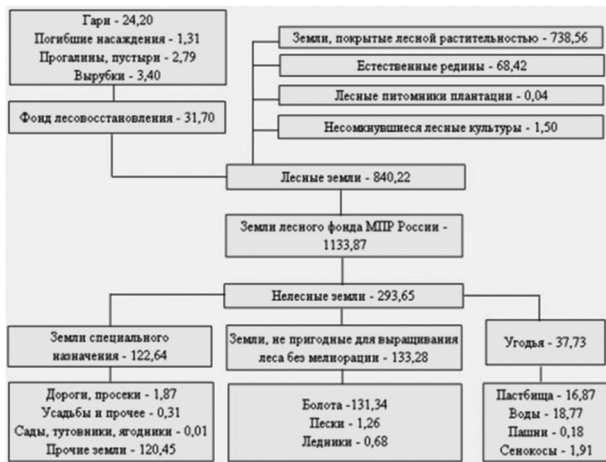 Гари - 24,20
Погибшие насаждения - 1,31
Прогалины, пустыри - 2,79
Вырубки - 3,40
Фонд лесовосстановления - 31,70
Земли, покрытые лесной растительностью - 738,56
Естественные редины - 68,42
Лесные питомники плантации - 0,04
Несомкнувшиеся лесные культуры - 1,50
Лесные земли - 840,22
Земли лесного фонда МПР России -
1133,87
Нелесные земли - 293,65
Земли специального
назначения - 122,64
Дороги, просеки - 1,87
Усадьбы и прочее - 0,31
Сады, тутовники, ягодники - 0,01
Прочие земли - 120,45
Земли, не пригодные для выращивания
леса без мелиорации - 133,28
Болота -131,34
Пески - 1,26
Ледники - 0,68
Угодья - 37,73
Пастбища - 16,87
Воды - 18,77
Пашни - 0,18
Сенокосы - 1,91